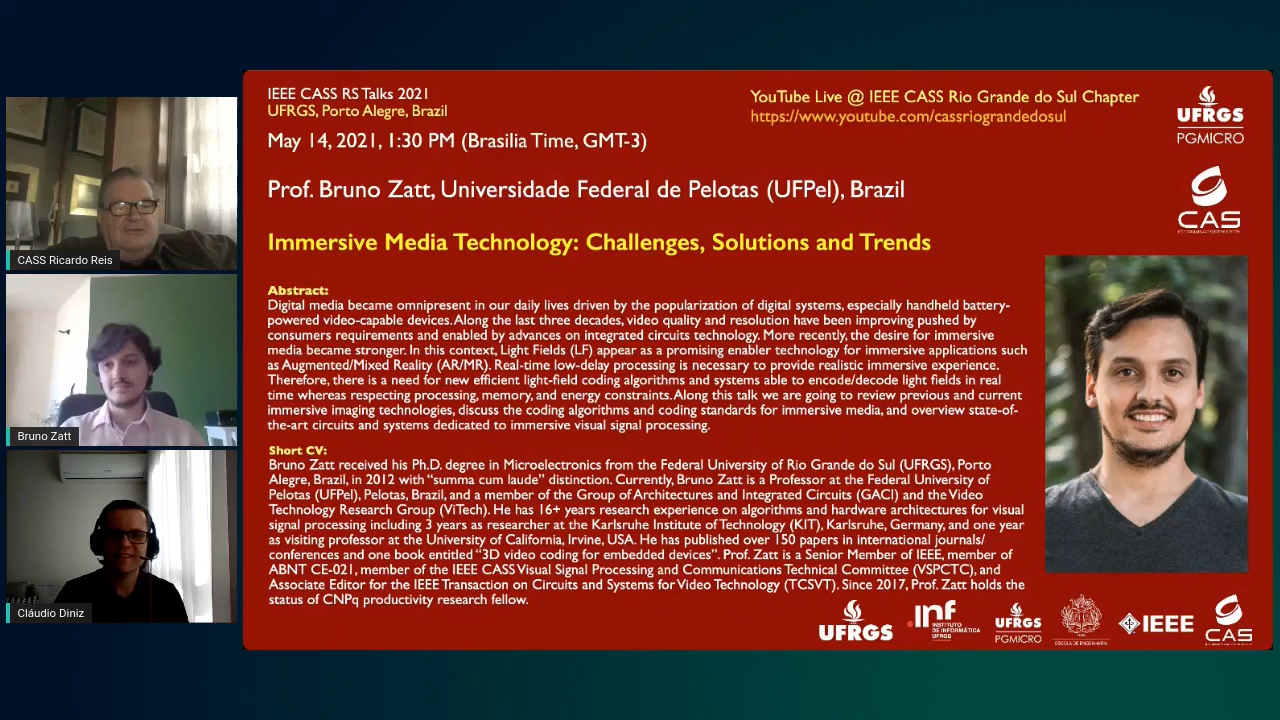 IEEE CASS RS Talks 2021
UFRGS, Porto Alegre, Brazil
May 14, 2021, 1:30 PM (Brasilia Time, GMT-3)
YouTube Live @ IEEE CASS Rio Grande do Sul Chapter
https://www.youtube.com/cassriograndedosul
UFRGS
PGMICRO
CAS
Prof. Bruno Zatt, Universidade Federal de Pelotas (UFPel), Brazil
Immersive Media Technology: Challenges, Solutions and Trends
Abstract:
Digital media became omnipresent in our daily lives driven by the popularization of digital systems, especially handheld battery-
powered video-capable devices. Along the last three decades, video quality and resolution have been improving pushed by
consumers requirements and enabled by advances on integrated circuits technology. More recently, the desire for immersive
media became stronger. In this context, Light Fields (LF) appear as a promising enabler technology for immersive applications such
as Augmented/Mixed Reality (AR/MR). Real-time low-delay processing is necessary to provide realistic immersive experience.
Therefore, there is a need for new efficient light-field coding algorithms and systems able to encode/decode light fields in real
time whereas respecting processing, memory, and energy constraints. Along this talk we are going to review previous and current
immersive imaging technologies, discuss the coding algorithms and coding standards for immersive media, and overview state-of-
the-art circuits and systems dedicated to immersive visual signal processing.
Short CV:
Bruno Zatt received his Ph.D. degree in Microelectronics from the Federal University of Rio Grande do Sul (UFRGS), Porto
Alegre, Brazil, in 2012 with "summa cum laude" distinction. Currently, Bruno Zatt is a Professor at the Federal University of
Pelotas (UFPel), Pelotas, Brazil, and a member of the Group of Architectures and Integrated Circuits (GACI) and the Video
Technology Research Group (ViTech). He has 16+ years research experience on algorithms and hardware architectures for visual
signal processing including 3 years as researcher at the Karlsruhe Institute of Technology (KIT), Karlsruhe, Germany, and one year
as visiting professor at the University of California, Irvine, USA. He has published over 150 papers in international journals/
conferences and one book entitled "3D video coding for embedded devices". Prof. Zatt is a Senior Member of IEEE, member of
ABNT CE-021, member of the IEEE CASS Visual Signal Processing and Communications Technical Committee (VSPCTC), and
Associate Editor for the IEEE Transaction on Circuits and Systems for Video Technology (TCSVT). Since 2017, Prof. Zatt holds the
status of CNPq productivity research fellow.
UFRGS
.inf
INSTITUTO
DE INFORMÁTICA
UFRGS
UFRGS
PGMICRO
ESCOLA DE ENGENHARIA
IEEE
CAS
CASS Ricardo Reis
Bruno Zatt
Cláudio Diniz